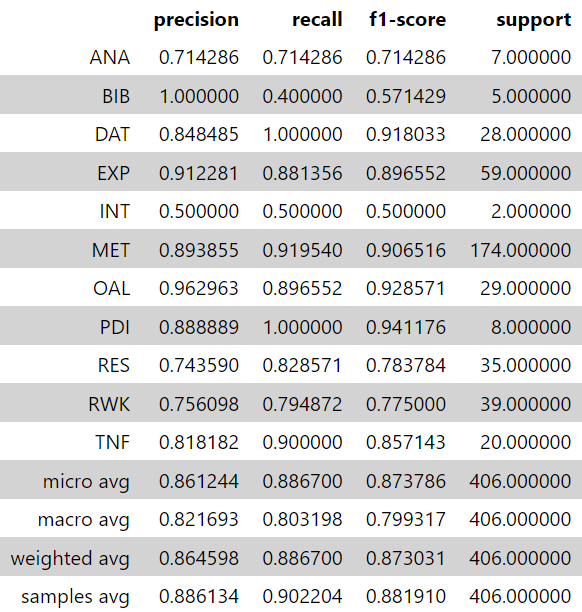 precision recall f1-score support
ANA 0.714286 0.714286 0.714286 7.000000
BIB 1.000000 0.400000 0.571429 5.000000
DAT 0.848485 1.000000 0.918033 28.000000
EXP 0.912281 0.881356 0.896552 59.000000
INT 0.500000 0.500000 0.500000 2.000000
MET 0.893855 0.919540 0.906516 174.000000
OAL 0.962963 0.896552 0.928571 29.000000
PDI 0.888889 1.000000 0.941176 8.000000
RES 0.743590 0.828571 0.783784 35.000000
RWK 0.756098 0.794872 0.775000 39.000000
TNF 0.818182 0.900000 0.857143 20.000000
micro avg 0.861244 0.886700 0.873786 406.000000
macro avg 0.821693 0.803198 0.799317 406.000000
weighted avg 0.864598 0.886700 0.873031 406.000000
samples avg 0.886134 0.902204 0.881910 406.000000